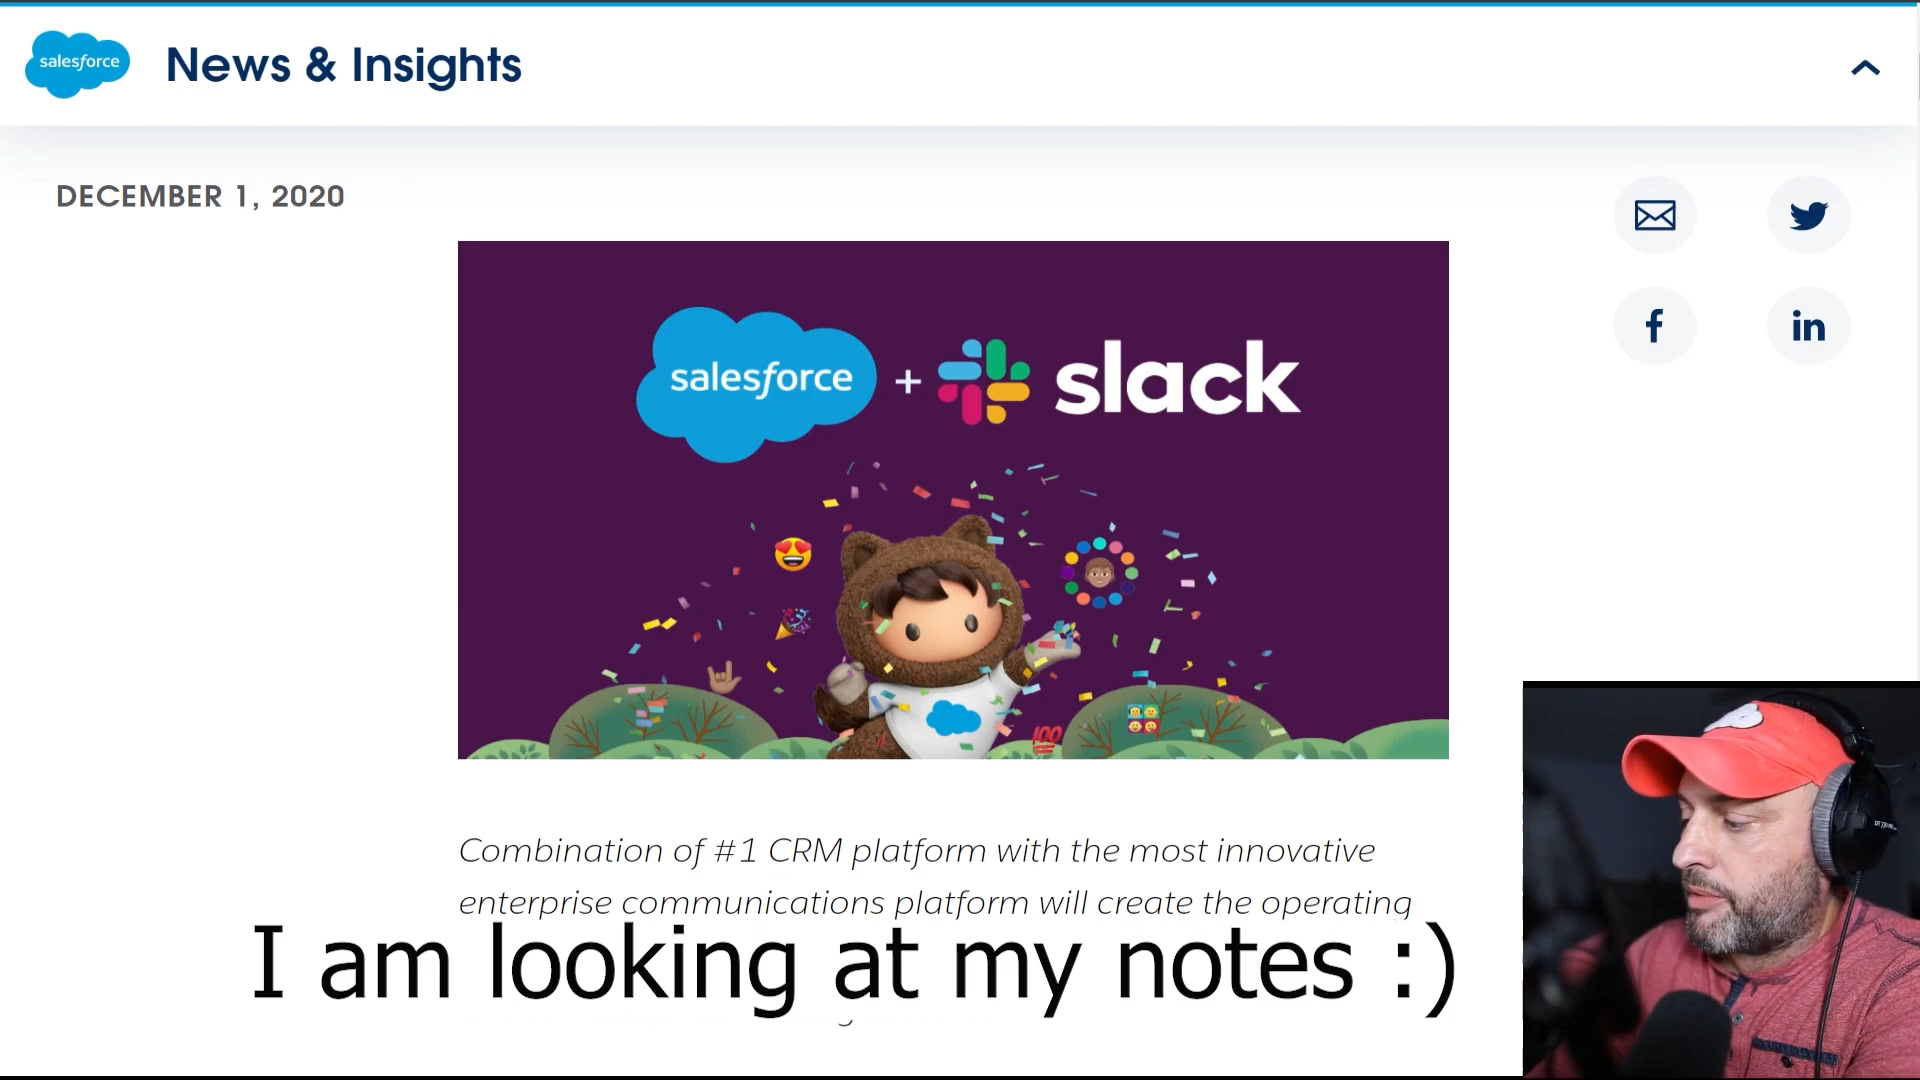 salesforce News & Insights
DECEMBER 1, 2020
salesforce + slack
100
Combination of #1 CRM platform with the most innovative
enterprise communications platform will create the operating
I am looking at my notes :)